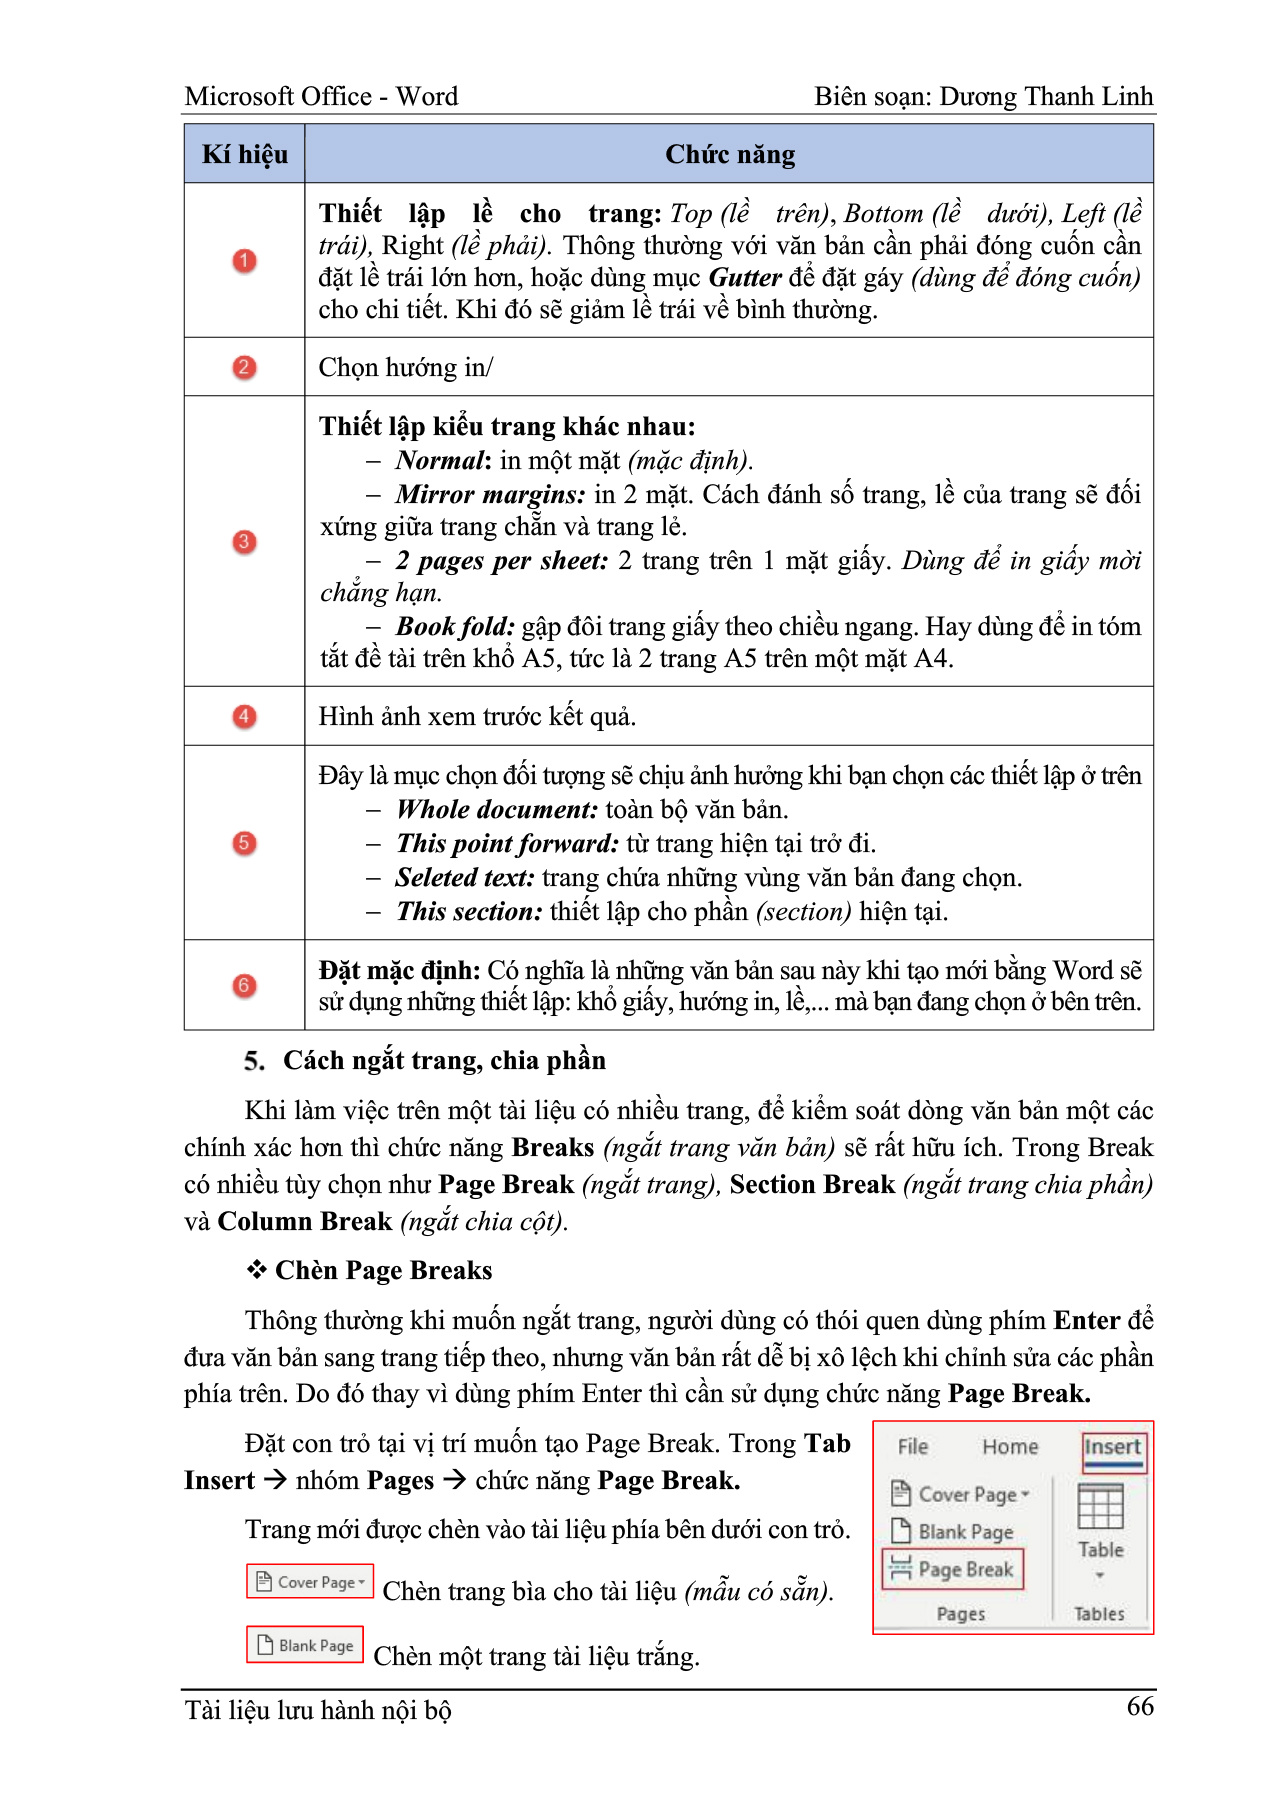 Microsoft Office - Word Biên soạn: Dương Thanh Linh
Kí hiệu Chức năng
1
Thiết lập lề cho trang: Top (lề trên), Bottom (lề dưới), Left (lề
trái), Right (lề phải). Thông thường với văn bản cần phải đóng cuốn cần
đặt lề trái lớn hơn, hoặc dùng mục Gutter để đặt gáy (dùng để đóng cuốn)
cho chi tiết. Khi đó sẽ giảm lề trái về bình thường.
2
Chọn hướng in/
3
Thiết lập kiểu trang khác nhau:
– Normal: in một mặt (mặc định).
– Mirror margins: in 2 mặt. Cách đánh số trang, lề của trang sẽ đối
xứng giữa trang chẵn và trang lẻ.
– 2 pages per sheet: 2 trang trên 1 mặt giấy. Dùng để in giấy mời
chẳng hạn.
– Book fold: gập đôi trang giấy theo chiều ngang. Hay dùng để in tóm
tắt đề tài trên khổ A5, tức là 2 trang A5 trên một mặt A4.
4
Hình ảnh xem trước kết quả.
5
Đây là mục chọn đối tượng sẽ chịu ảnh hưởng khi bạn chọn các thiết lập ở trên
– Whole document: toàn bộ văn bản.
– This point forward: từ trang hiện tại trở đi.
– Seleted text: trang chứa những vùng văn bản đang chọn.
– This section: thiết lập cho phần (section) hiện tại.
6
Đặt mặc định: Có nghĩa là những văn bản sau này khi tạo mới bằng Word sẽ
sử dụng những thiết lập: khổ giấy, hướng in, lề,... mà bạn đang chọn ở bên trên.
5. Cách ngắt trang, chia phần
Khi làm việc trên một tài liệu có nhiều trang, để kiểm soát dòng văn bản một các
chính xác hơn thì chức năng Breaks (ngắt trang văn bản) sẽ rất hữu ích. Trong Break
có nhiều tùy chọn như Page Break (ngắt trang), Section Break (ngắt trang chia phần)
và Column Break (ngắt chia cột).
❖ Chèn Page Breaks
Thông thường khi muốn ngắt trang, người dùng có thói quen dùng phím Enter để
đưa văn bản sang trang tiếp theo, nhưng văn bản rất dễ bị xô lệch khi chỉnh sửa các phần
phía trên. Do đó thay vì dùng phím Enter thì cần sử dụng chức năng Page Break.
Đặt con trỏ tại vị trí muốn tạo Page Break. Trong Tab
Insert → nhóm Pages → chức năng Page Break.
Trang mới được chèn vào tài liệu phía bên dưới con trỏ.
Cover Page Chèn trang bìa cho tài liệu (mẫu có sẵn).
Blank Page Chèn một trang tài liệu trắng.
File Home Insert
Cover Page
Blank Page
Page Break
Table
Pages Tables
Tài liệu lưu hành nội bộ 66